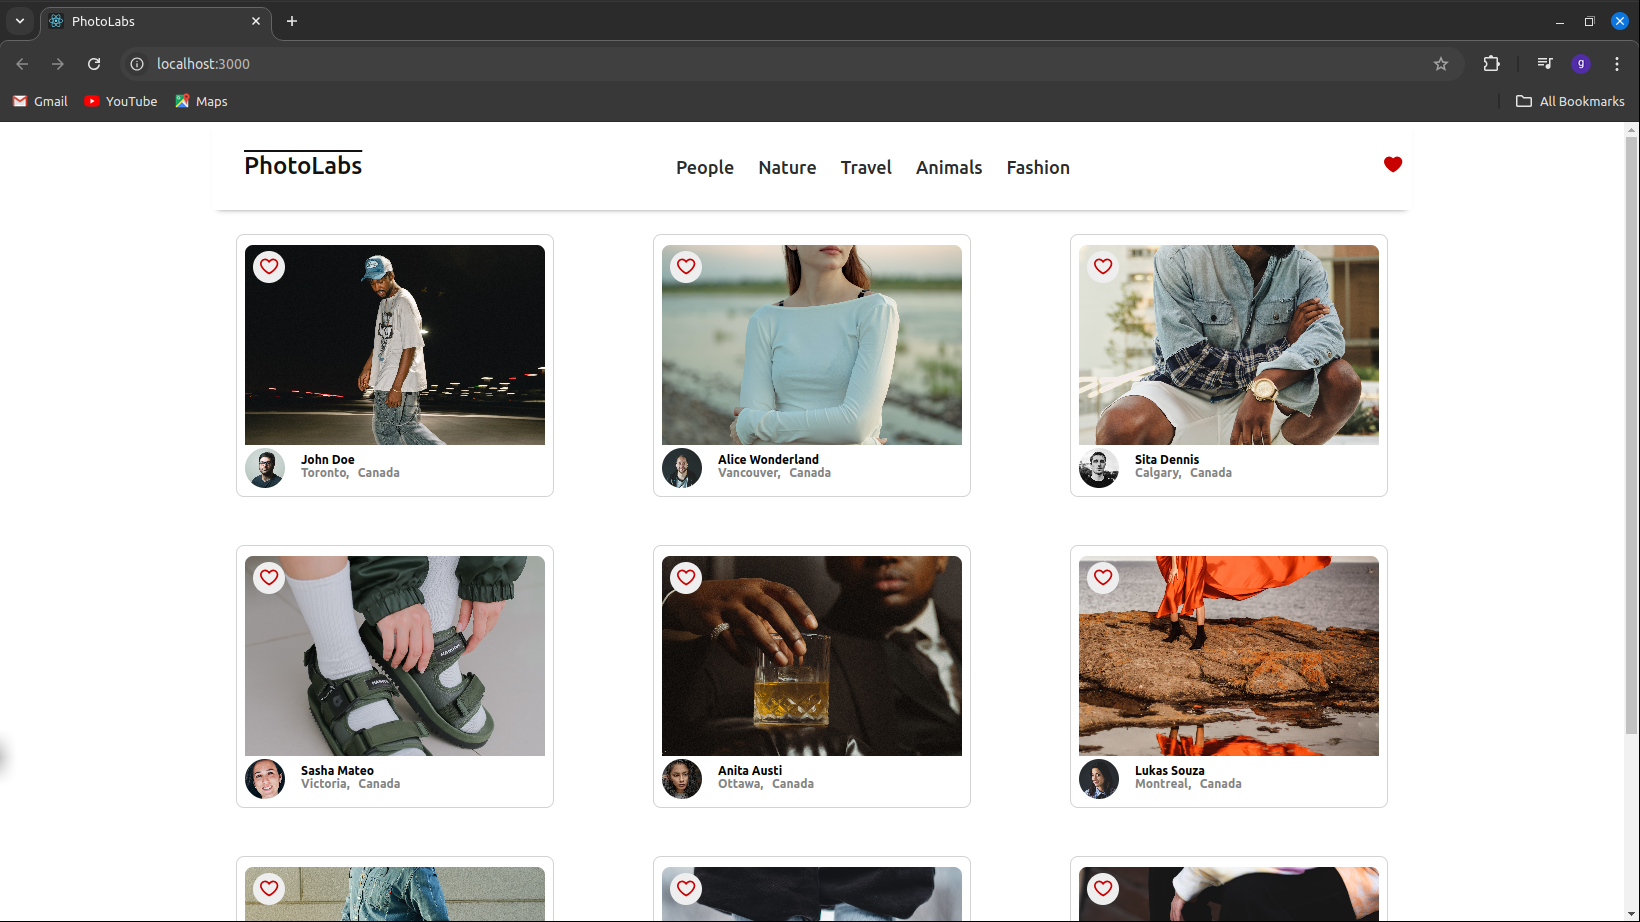 PhotoLabs
localhost:3000
g
Gmail
YouTube
Maps
All Bookmarks
PhotoLabs
People
Nature
Travel
Animals
Fashion
John Doe
Toronto, Canada
Alice Wonderland
Vancouver, Canada
Sita Dennis
Calgary, Canada
Sasha Mateo
Victoria, Canada
Anita Austi
Ottawa, Canada
Lukas Souza
Montreal, Canada